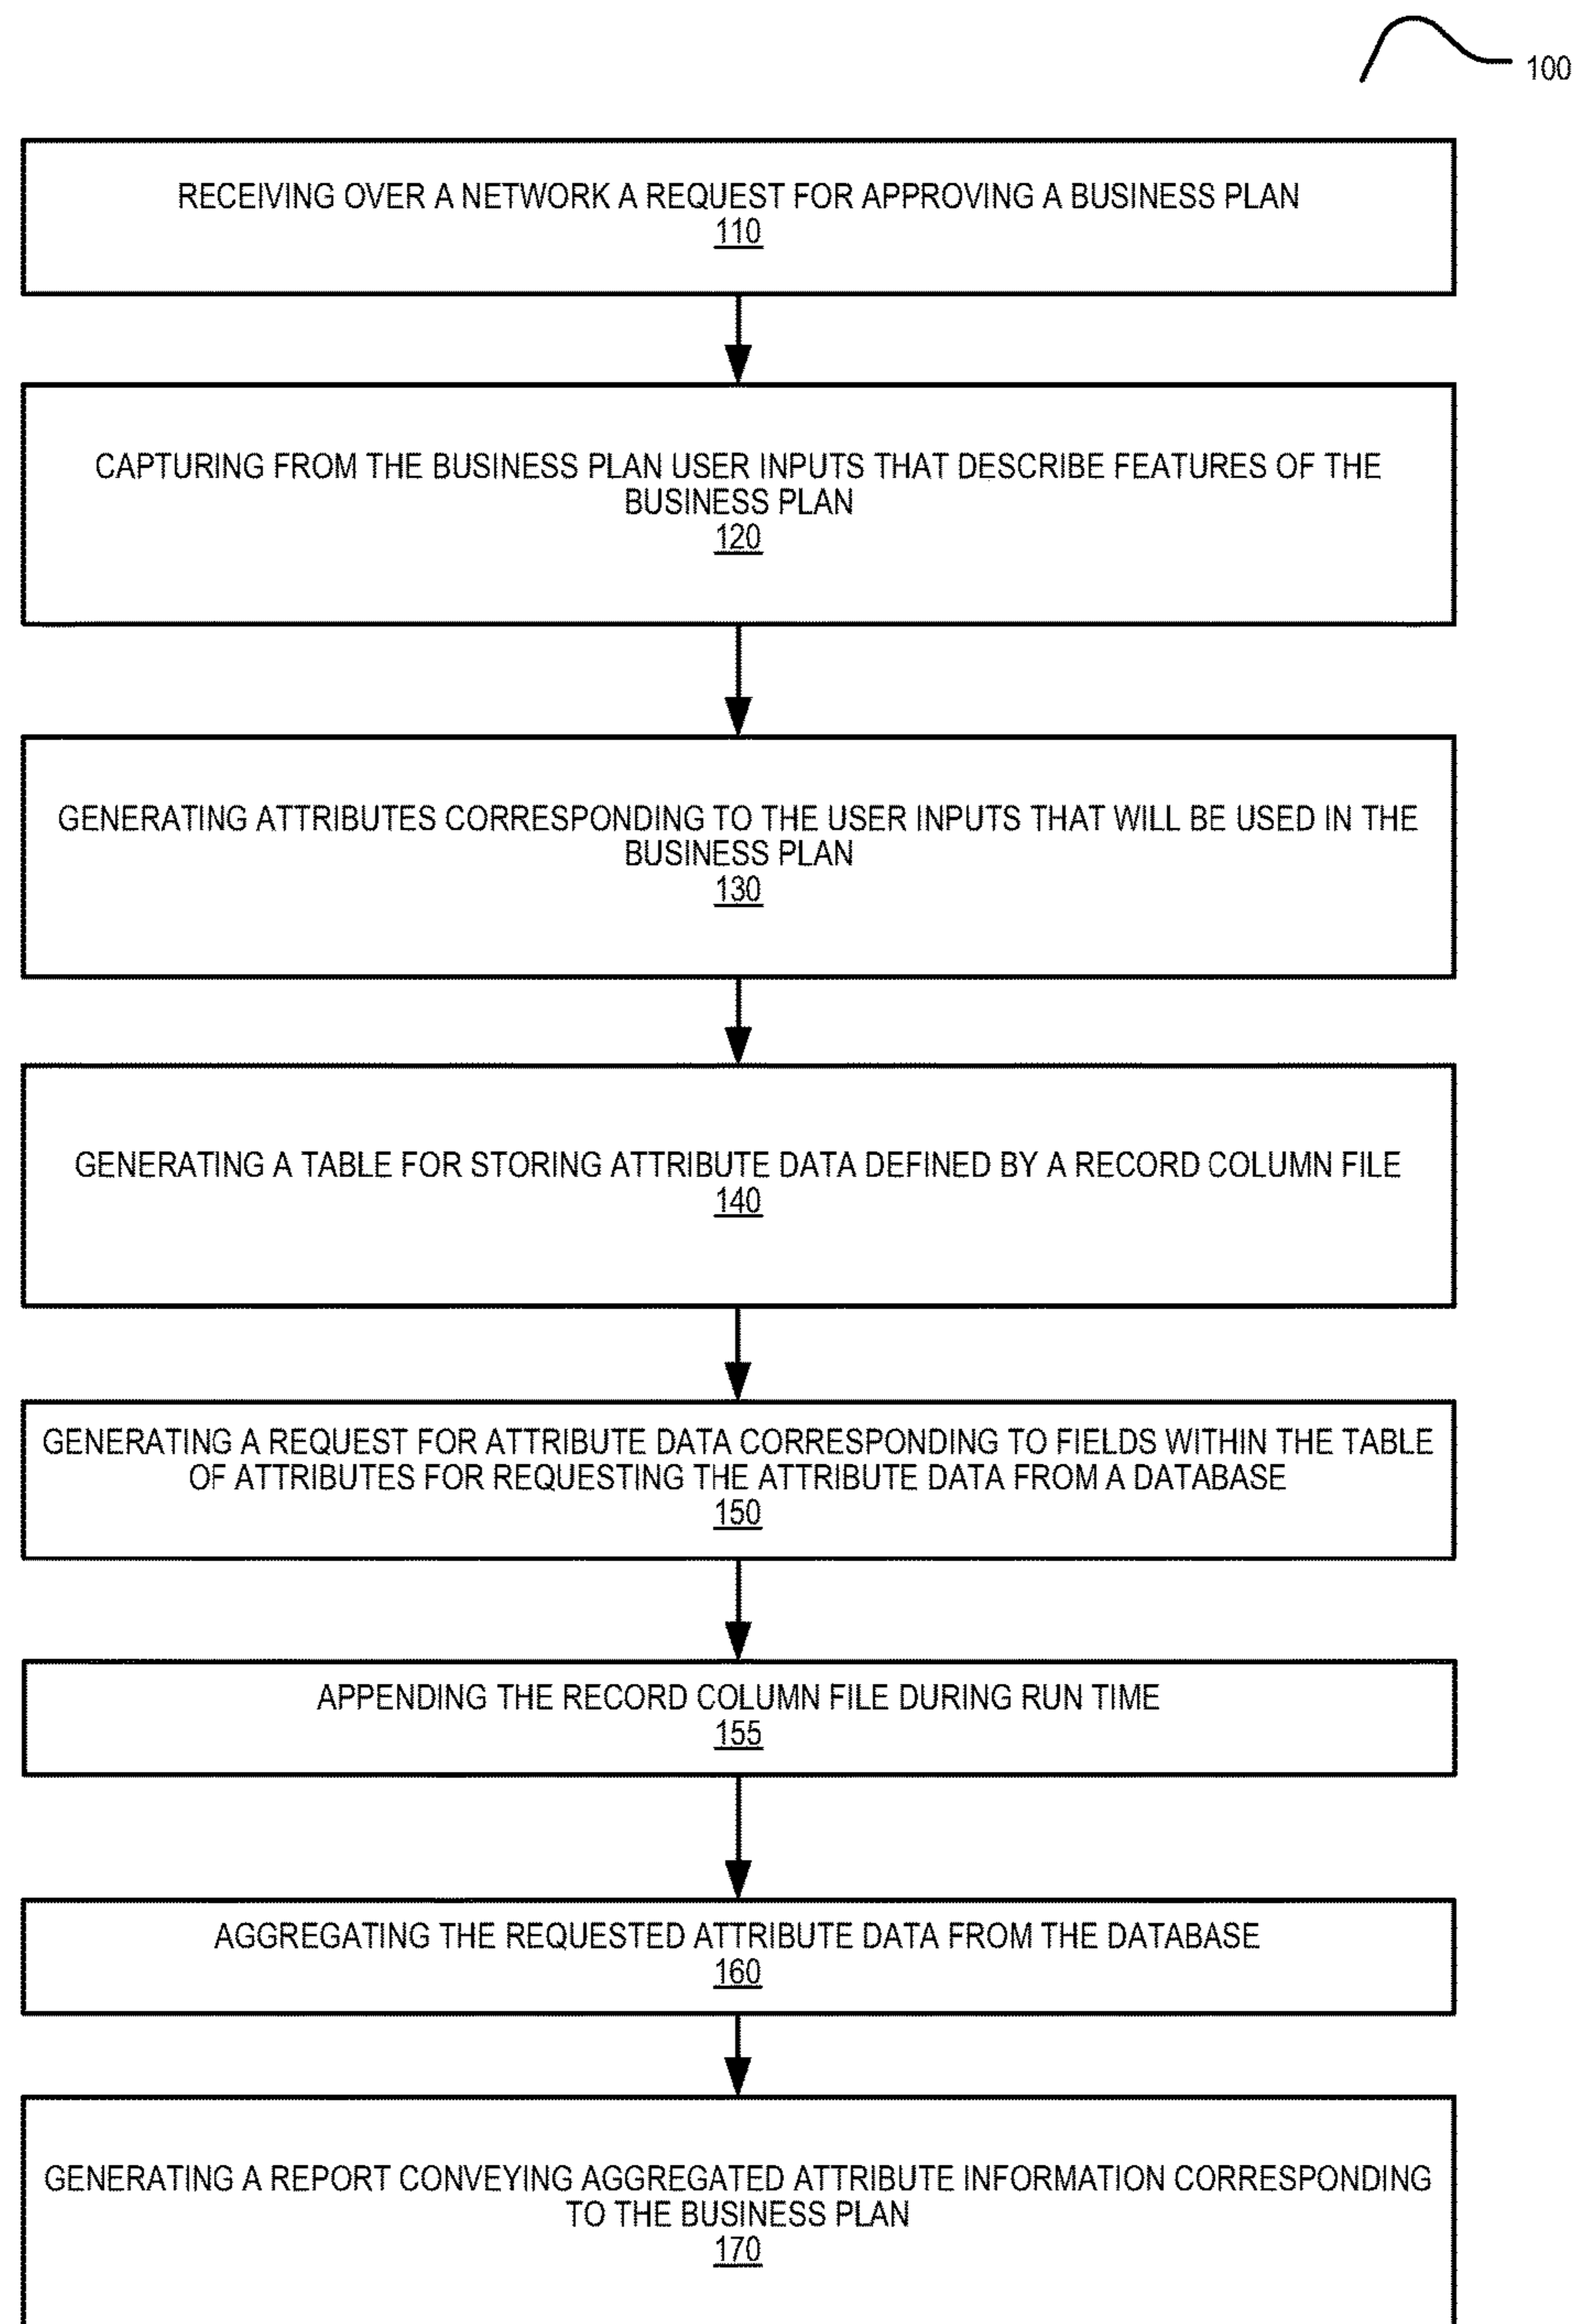 100
RECEIVING OVER A NETWORK A REQUEST FOR APPROVING A BUSINESS PLAN
110
CAPTURING FROM THE BUSINESS PLAN USER INPUTS THAT DESCRIBE FEATURES OF THE
BUSINESS PLAN
120
GENERATING ATTRIBUTES CORRESPONDING TO THE USER INPUTS THAT WILL BE USED IN THE
BUSINESS PLAN
130
GENERATING A TABLE FOR STORING ATTRIBUTE DATA DEFINED BY A RECORD COLUMN FILE
140
GENERATING A REQUEST FOR ATTRIBUTE DATA CORRESPONDING TO FIELDS WITHIN THE TABLE
OF ATTRIBUTES FOR REQUESTING THE ATTRIBUTE DATA FROM A DATABASE
150
APPENDING THE RECORD COLUMN FILE DURING RUN TIME
155
AGGREGATING THE REQUESTED ATTRIBUTE DATA FROM THE DATABASE
160
GENERATING A REPORT CONVEYING AGGREGATED ATTRIBUTE INFORMATION CORRESPONDING
TO THE BUSINESS PLAN
170